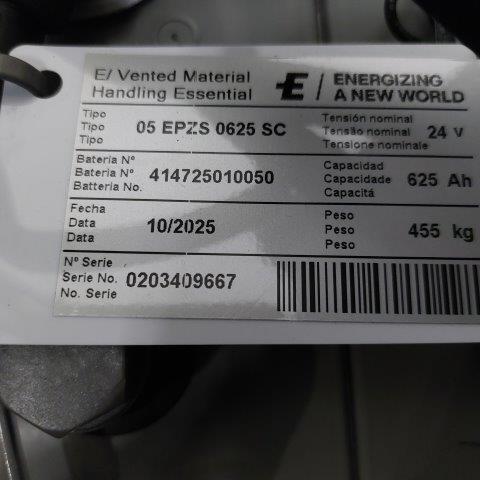 E/ Vented Material
Handling Essential
E / ENERGIZING
A NEW WORLD
Tipo
Tipo 05 EPZS 0625 SC
Tipo
Tensión nominal
Tensão nominal 24 V
Tensione nominale
Batería Nº
Bateria Nº 414725010050
Batteria No.
Capacidad
Capacidade 625 Ah
Capacitá
Fecha
Data 10/2025
Data
Peso
Peso 455 kg
Peso
Nº Serie
Serie No. 0203409667
No. Serie